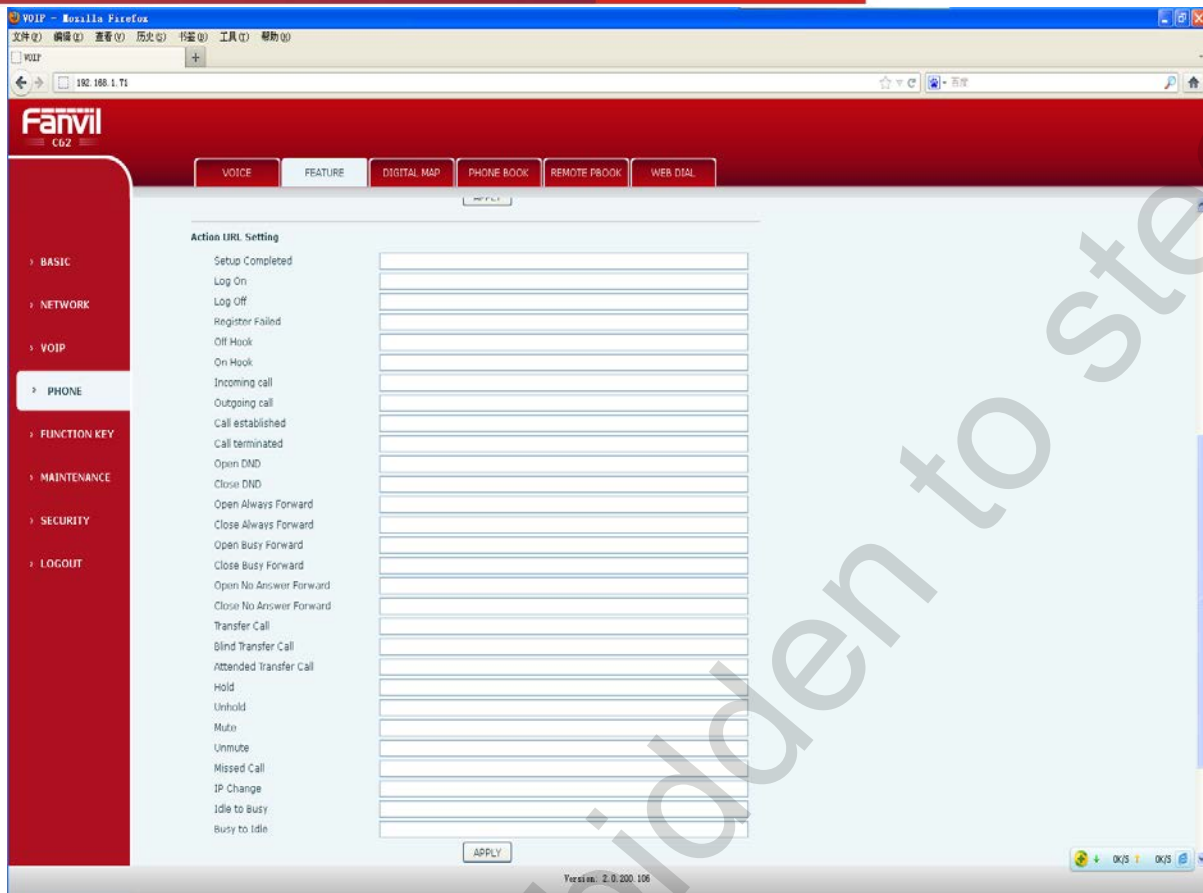 VOIP - Mozilla Firefox
文件(F) 编辑(E) 查看(V) 历史(S) 书签(B) 工具(T) 帮助(H)
VOIP +
192.168.1.71
百度
Fanvil
C62
VOICE FEATURE DIGITAL MAP PHONE BOOK REMOTE PBOOK WEB DIAL
APPLY
Action URL Setting
Setup Completed
Log On
Log Off
Register Failed
Off Hook
On Hook
Incoming call
Outgoing call
Call established
Call terminated
Open DND
Close DND
Open Always Forward
Close Always Forward
Open Busy Forward
Close Busy Forward
Open No Answer Forward
Close No Answer Forward
Transfer Call
Blind Transfer Call
Attended Transfer Call
Hold
Unhold
Mute
Unmute
Missed Call
IP Change
Idle to Busy
Busy to Idle
APPLY
› BASIC
› NETWORK
› VOIP
› PHONE
› FUNCTION KEY
› MAINTENANCE
› SECURITY
› LOGOUT
0K/S 0K/S
Version: 2.0.200.106
idden to ste